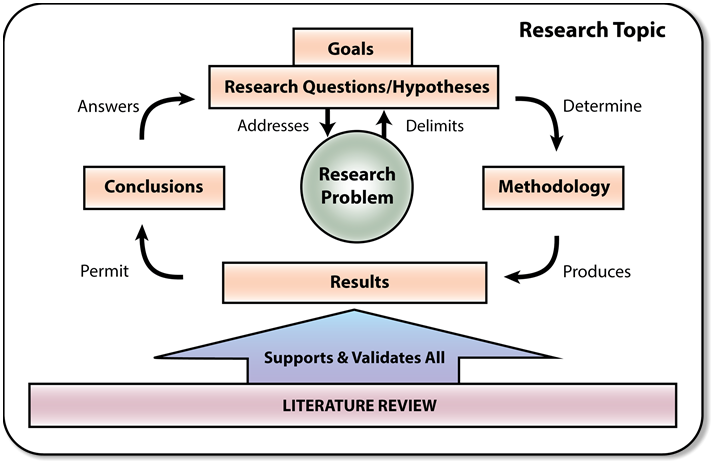 Research Topic
Goals
Research Questions/Hypotheses
Answers
Addresses
Delimits
Determine
Research
Problem
Conclusions
Methodology
Permit
Results
Produces
Supports & Validates All
LITERATURE REVIEW